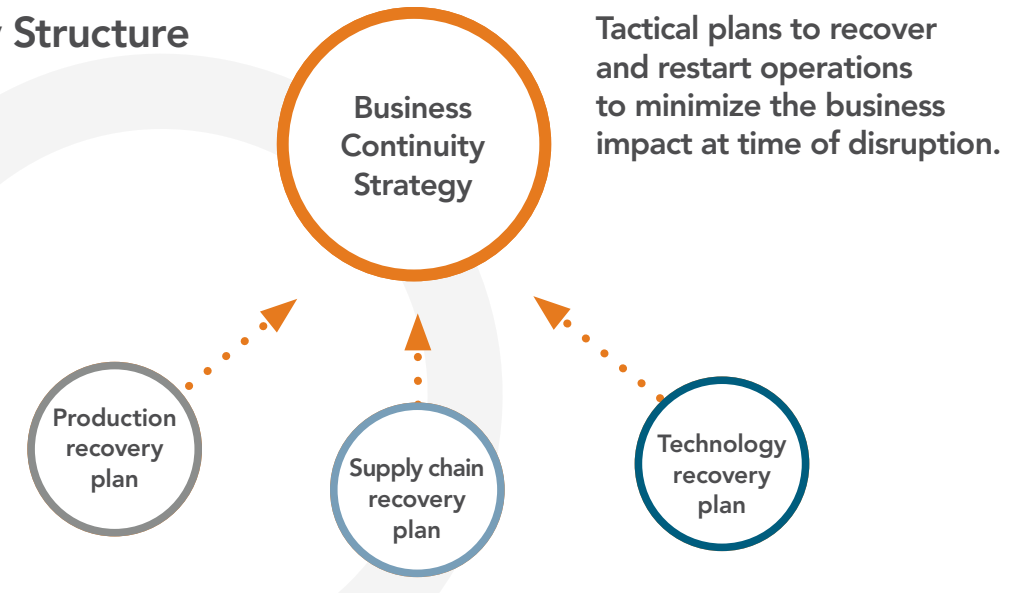 Structure
Tactical plans to recover
and restart operations
to minimize the business
impact at time of disruption.
Business
Continuity
Strategy
Production
recovery
plan
Supply chain
recovery
plan
Technology
recovery
plan